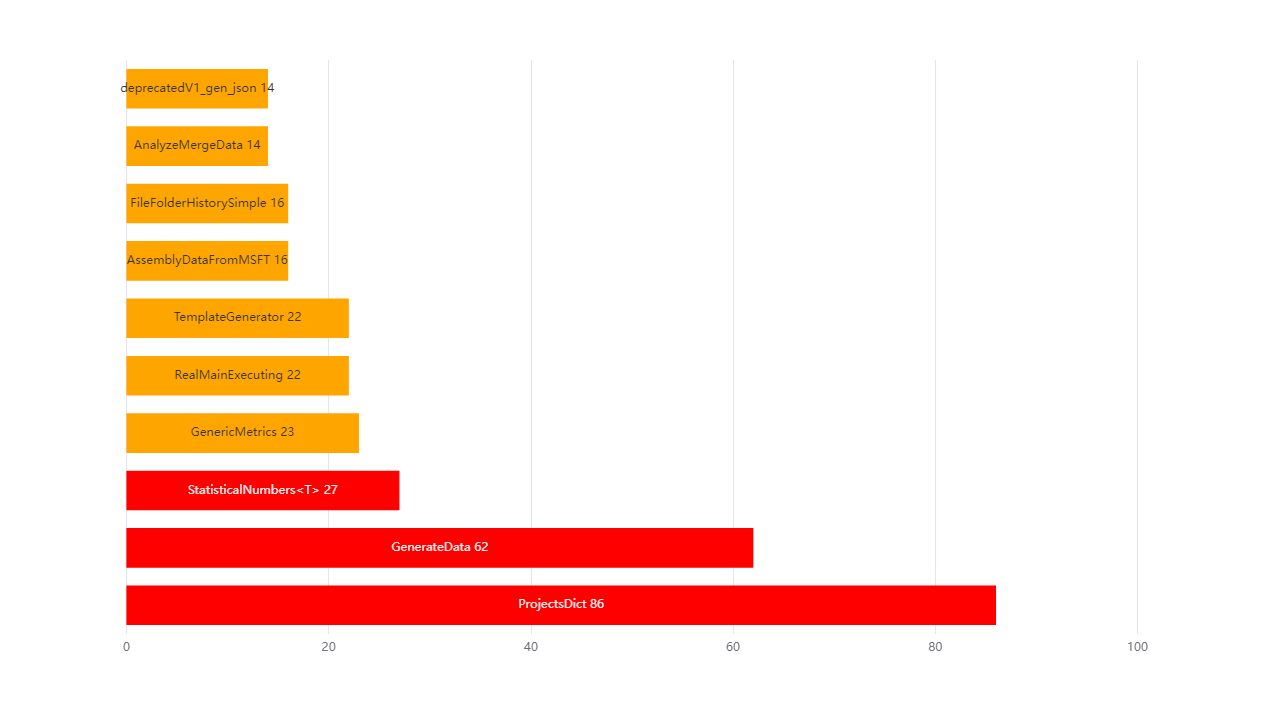 deprecatedV1_gen_json 14
AnalyzeMergeData 14
FileFolderHistorySimple 16
AssemblyDataFromMSFT 16
TemplateGenerator 22
RealMainExecuting 22
GenericMetrics 23
StatisticalNumbers<T> 27
GenerateData 62
ProjectsDict 86
0 20 40 60 80 100